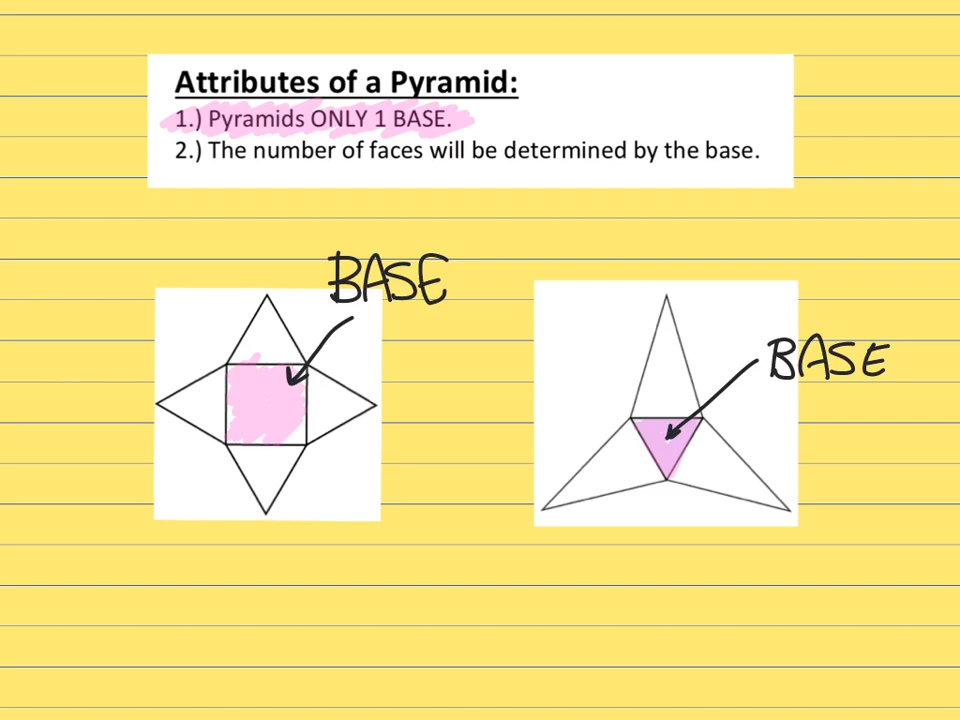 Attributes of a Pyramid:
1.) Pyramids ONLY 1 BASE.
2.) The number of faces will be determined by the base.
BASE
BASE